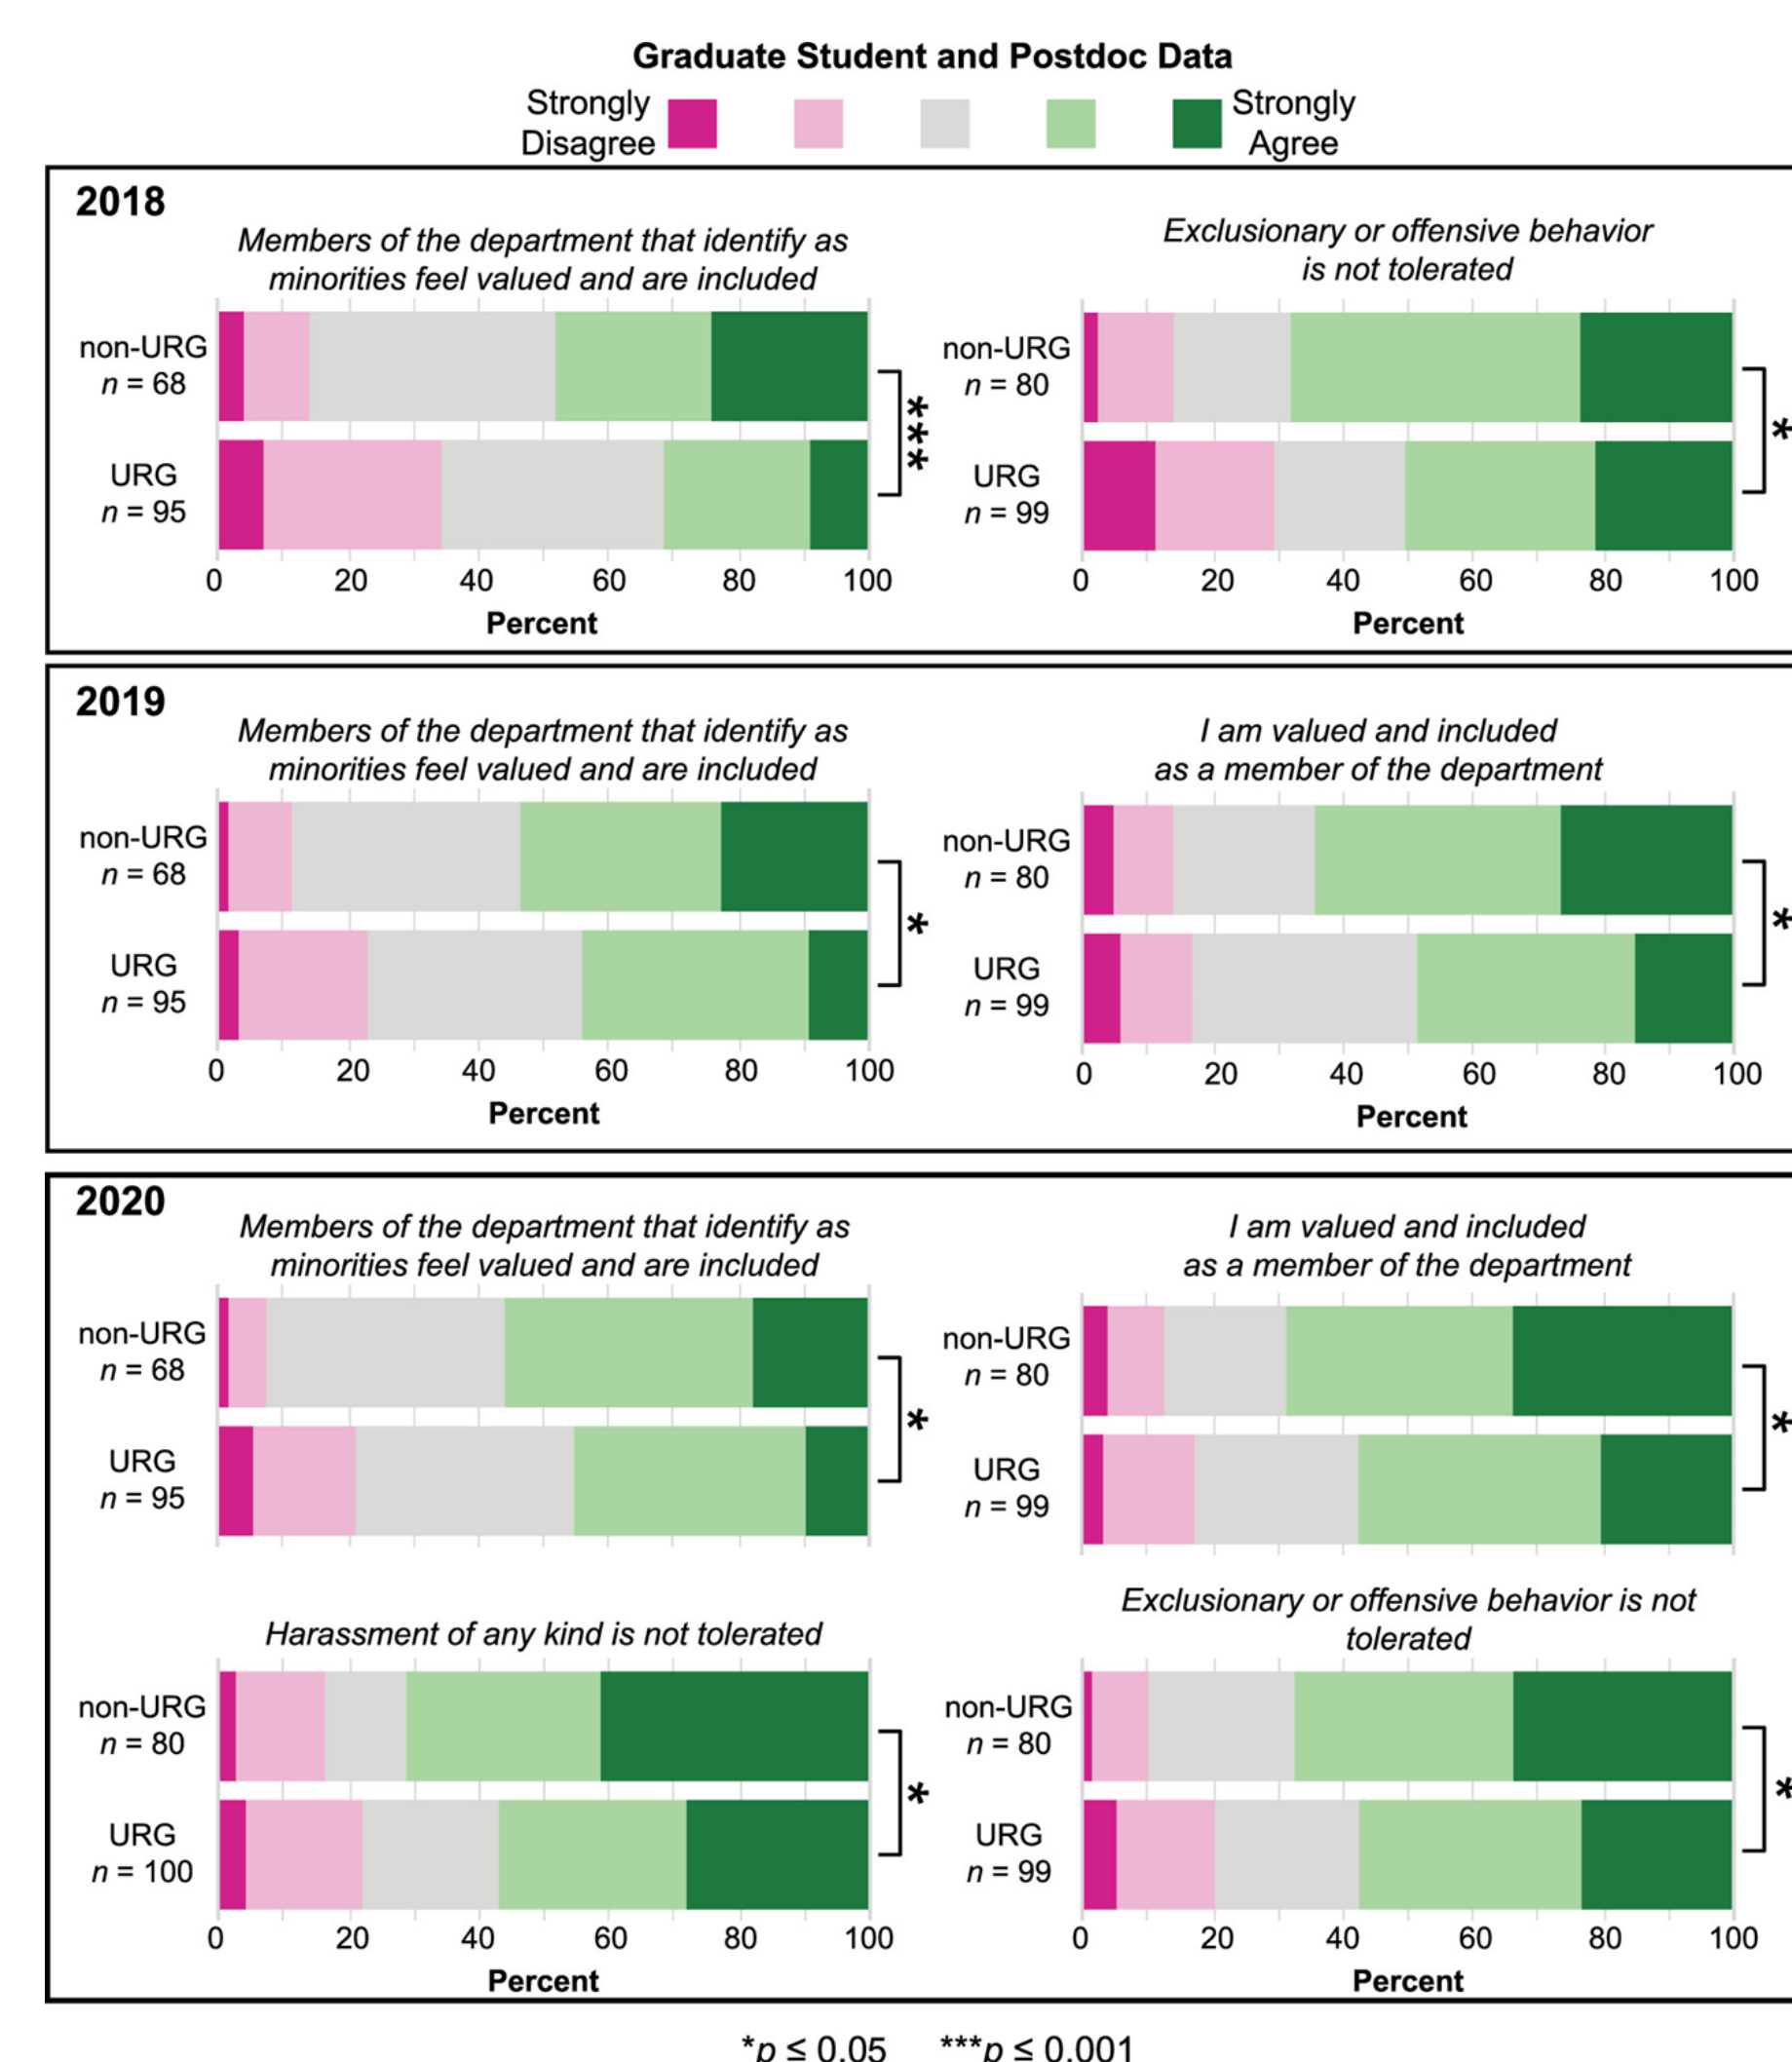 Graduate Student and Postdoc Data
Strongly
Disagree
Strongly
Agree
2018
Members of the department that identify as
minorities feel valued and are included
non-URG
n = 68
URG
n = 95
***
0 20 40 60 80 100
Percent
Exclusionary or offensive behavior
is not tolerated
non-URG
n = 80
URG
n = 99
*
0 20 40 60 80 100
Percent
2019
Members of the department that identify as
minorities feel valued and are included
non-URG
n = 68
URG
n = 95
*
0 20 40 60 80 100
Percent
I am valued and included
as a member of the department
non-URG
n = 80
URG
n = 99
*
0 20 40 60 80 100
Percent
2020
Members of the department that identify as
minorities feel valued and are included
non-URG
n = 68
URG
n = 95
*
I am valued and included
as a member of the department
non-URG
n = 80
URG
n = 99
*
Harassment of any kind is not tolerated
non-URG
n = 80
URG
n = 100
*
0 20 40 60 80 100
Percent
Exclusionary or offensive behavior is not
tolerated
non-URG
n = 80
URG
n = 99
*
0 20 40 60 80 100
Percent
*p ≤ 0.05 ***p ≤ 0.001